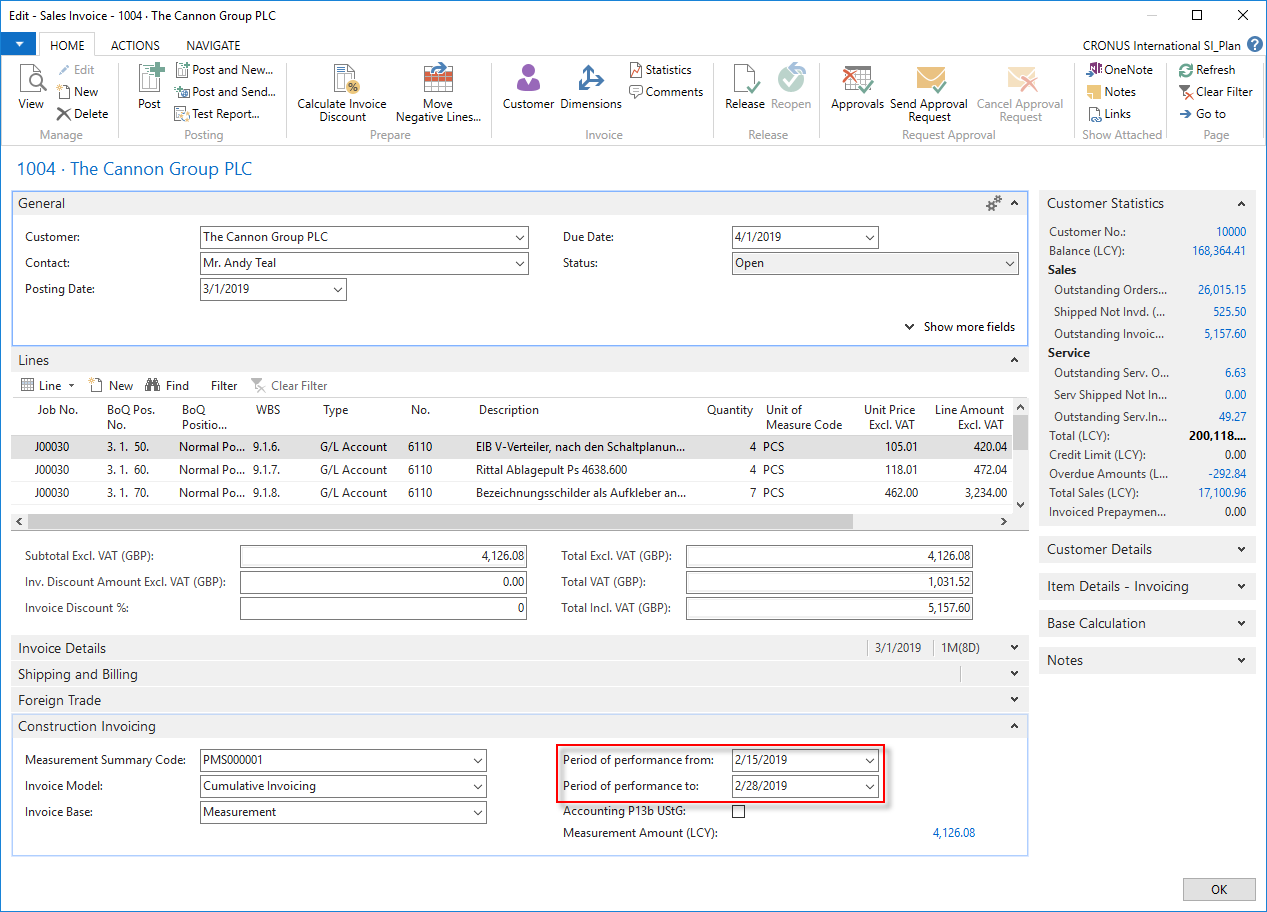 Edit - Sales Invoice - 1004 · The Cannon Group PLC
HOME ACTIONS NAVIGATE CRONUS International SI_Plan ?
View Edit New Delete
Manage
Post Post and New... Post and Send... Test Report...
Posting
Calculate Invoice Discount Move Negative Lines...
Prepare
Customer Dimensions Statistics Comments
Invoice
Release Reopen
Release
Approvals Send Approval Request Cancel Approval Request
Request Approval
OneNote Notes Links
Show Attached
Refresh Clear Filter Go to
Page
1004 · The Cannon Group PLC
General
Customer: The Cannon Group PLC Due Date: 4/1/2019
Contact: Mr. Andy Teal Status: Open
Posting Date: 3/1/2019
Show more fields
Lines
Line New Find Filter Clear Filter
Job No. BoQ Pos. No. BoQ Positio... WBS Type No. Description Quantity Unit of Measure Code Unit Price Excl. VAT Line Amount Excl. VAT
J00030 3. 1. 50. Normal Po... 9.1.6. G/L Account 6110 EIB V-Verteiler, nach den Schaltplanun... 4 PCS 105.01 420.04
J00030 3. 1. 60. Normal Po... 9.1.7. G/L Account 6110 Rittal Ablagepult Ps 4638.600 4 PCS 118.01 472.04
J00030 3. 1. 70. Normal Po... 9.1.8. G/L Account 6110 Bezeichnungsschilder als Aufkleber an... 7 PCS 462.00 3,234.00
Subtotal Excl. VAT (GBP): 4,126.08 Total Excl. VAT (GBP): 4,126.08
Inv. Discount Amount Excl. VAT (GBP): 0.00 Total VAT (GBP): 1,031.52
Invoice Discount %: 0 Total Incl. VAT (GBP): 5,157.60
Invoice Details 3/1/2019 1M(8D)
Shipping and Billing
Foreign Trade
Construction Invoicing
Measurement Summary Code: PMS000001 Period of performance from: 2/15/2019
Invoice Model: Cumulative Invoicing Period of performance to: 2/28/2019
Invoice Base: Measurement Accounting P13b UStG:
Measurement Amount (LCY): 4,126.08
Customer Statistics
Customer No.: 10000
Balance (LCY): 168,364.41
Sales
Outstanding Orders... 26,015.15
Shipped Not Invd. (... 525.50
Outstanding Invoic... 5,157.60
Service
Outstanding Serv. O... 6.63
Serv Shipped Not In... 0.00
Outstanding Serv.In... 49.27
Total (LCY): 200,118....
Credit Limit (LCY): 0.00
Overdue Amounts (L... -292.84
Total Sales (LCY): 17,100.96
Invoiced Prepaymen... 0.00
Customer Details
Item Details - Invoicing
Base Calculation
Notes
OK